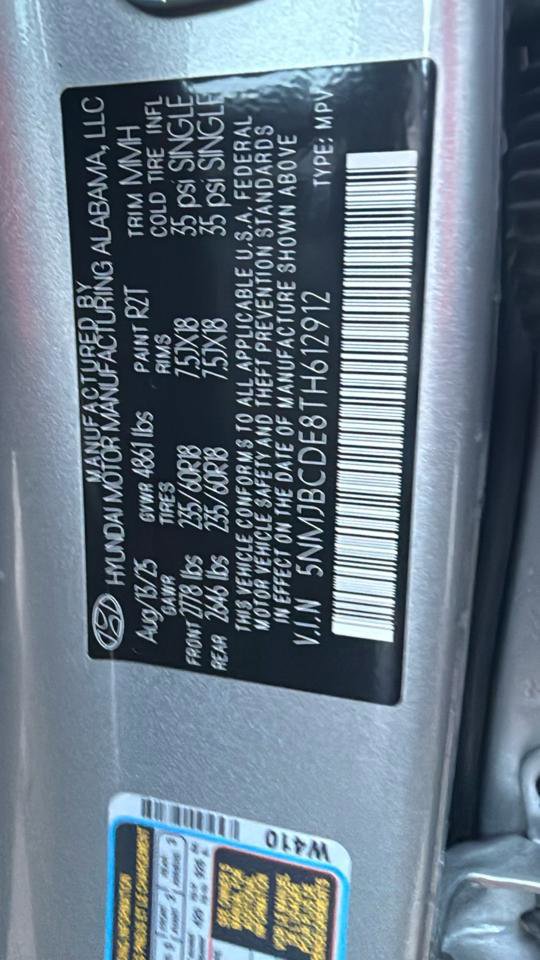 MANUFACTURED BY
HYUNDAI MOTOR MANUFACTURING ALABAMA, LLC
Aug/13/25 GVWR 4861 lbs PAINT R2T TRIM MMH
GAWR TIRES RIMS COLD TIRE INFL
FRONT 2778 lbs 235/60R18 7.5JX18 35 psi SINGLE
REAR 2646 lbs 235/60R18 7.5JX18 35 psi SINGLE
THIS VEHICLE CONFORMS TO ALL APPLICABLE U.S.A. FEDERAL
MOTOR VEHICLE SAFETY AND THEFT PREVENTION STANDARDS
IN EFFECT ON THE DATE OF MANUFACTURE SHOWN ABOVE
V.I.N 5NMJBCDE8TH612912 TYPE: MPV
W410